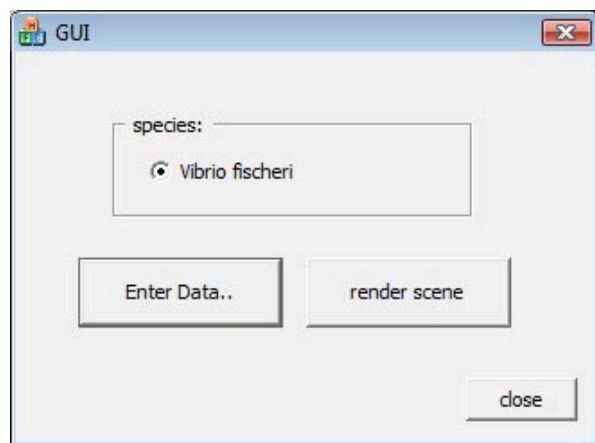 GUI
species:
Vibrio fischeri
Enter Data..
render scene
close